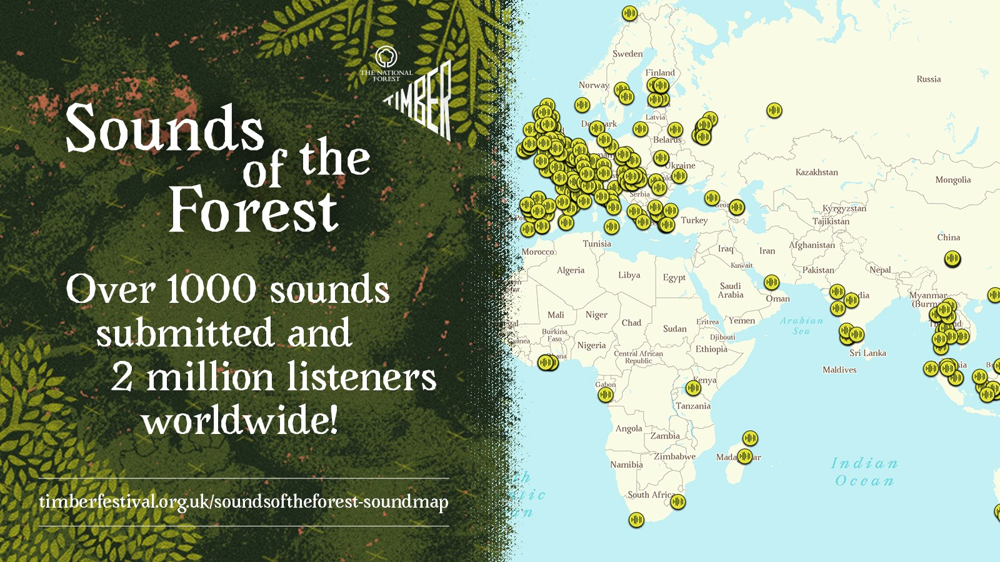 THE NATIONAL
FOREST
TIMBER
Sounds
of the
Forest
Over 1000 sounds
submitted and
2 million listeners
worldwide!
timberfestival.org.uk/soundsoftheforest-soundmap
Sweden
Finland
Norway
Russia
Latvia
Belarus
Ukraine
Kazakhstan
Mongolia
Serbia
Kyrgyzstan
Turkey
Tajikistan
China
Tunisia
Afghanistan
Morocco
Iraq
Iran
Kuwait
Algeria
Libya
Egypt
Pakistan
Nepal
Saudi
Arabia
Oman
Myanmar
(Burma)
Mali
Niger
Chad
Sudan
Eritrea
Yemen
Arabian
Sea
Burkina
Faso
Djibouti
Nigeria
Ethiopia
Central African
Republic
Sri Lanka
Maldives
Gabon
Kenya
Tanzania
Angola
Zambia
Zimbabwe
Namibia
Indian
Ocean
South Africa